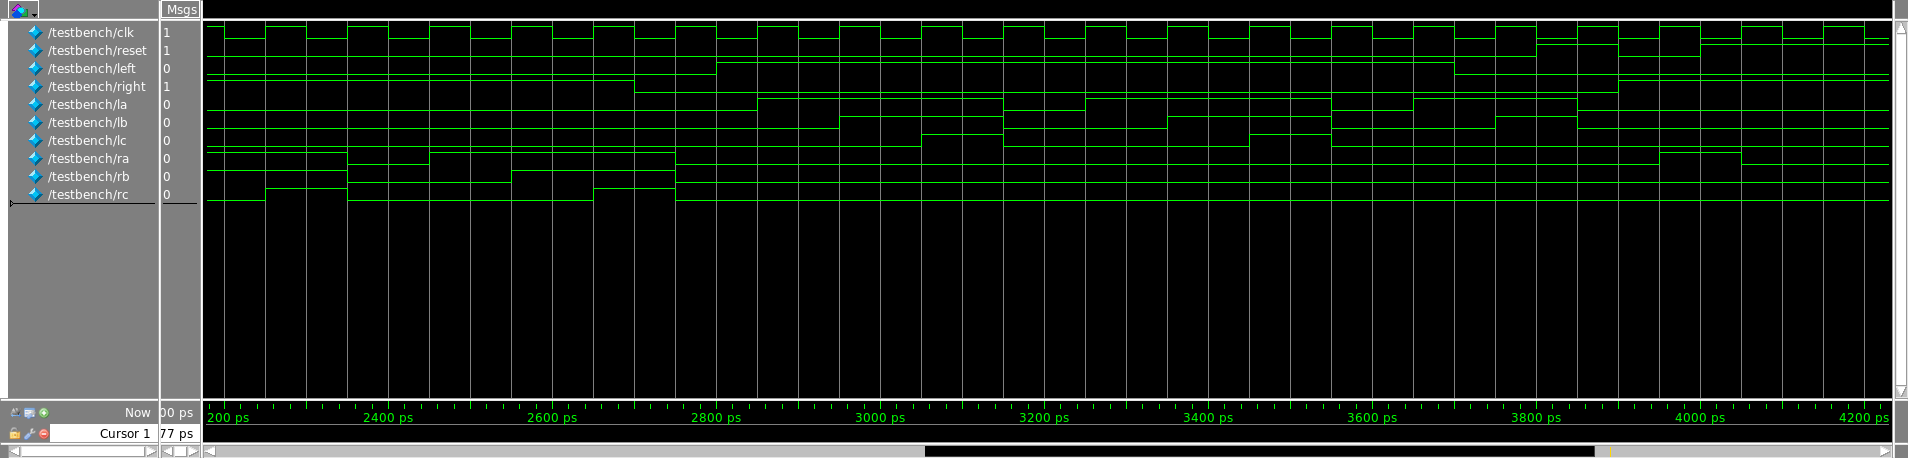 Msgs
/testbench/clk 1
/testbench/reset 1
/testbench/left 0
/testbench/right 1
/testbench/la 0
/testbench/lb 0
/testbench/lc 0
/testbench/ra 0
/testbench/rb 0
/testbench/rc 0
Now 00 ps 200 ps 2400 ps 2600 ps 2800 ps 3000 ps 3200 ps 3400 ps 3600 ps 3800 ps 4000 ps 4200 ps
Cursor 1 77 ps